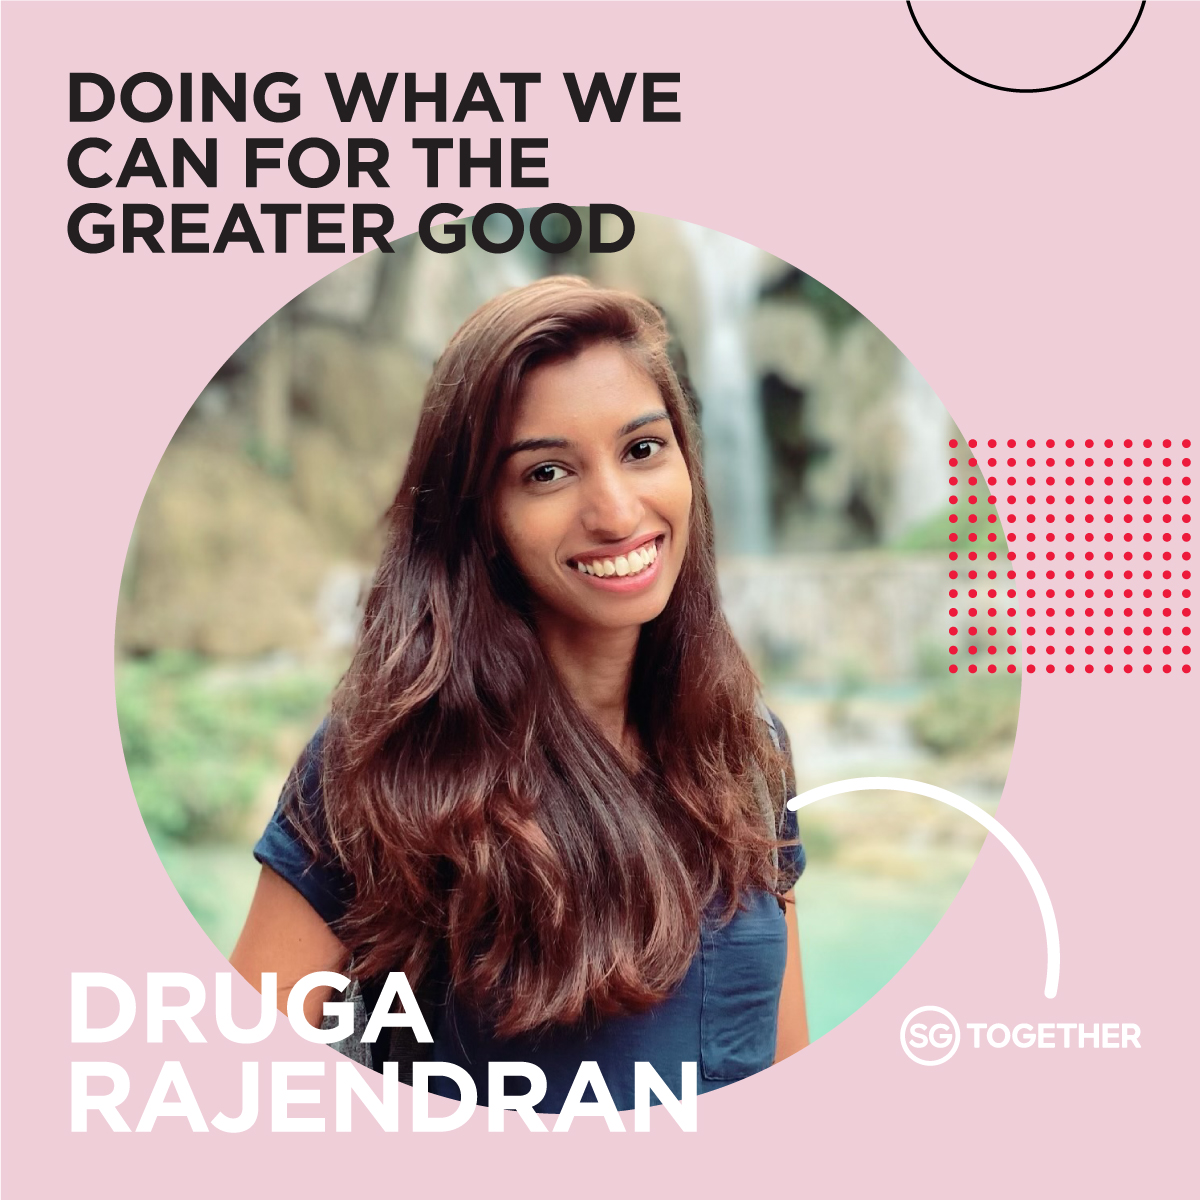 DOING WHAT WE
CAN FOR THE
GREATER GOOD
DRUGA
RAJENDRAN
SG TOGETHER